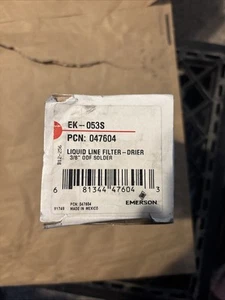 EK-053S
PCN: 047604
LIQUID LINE FILTER-DRIER
3/8" ODF SOLDER
6 81344 47604 3
PCN 047604
MADE IN MEXICO
EMERSON